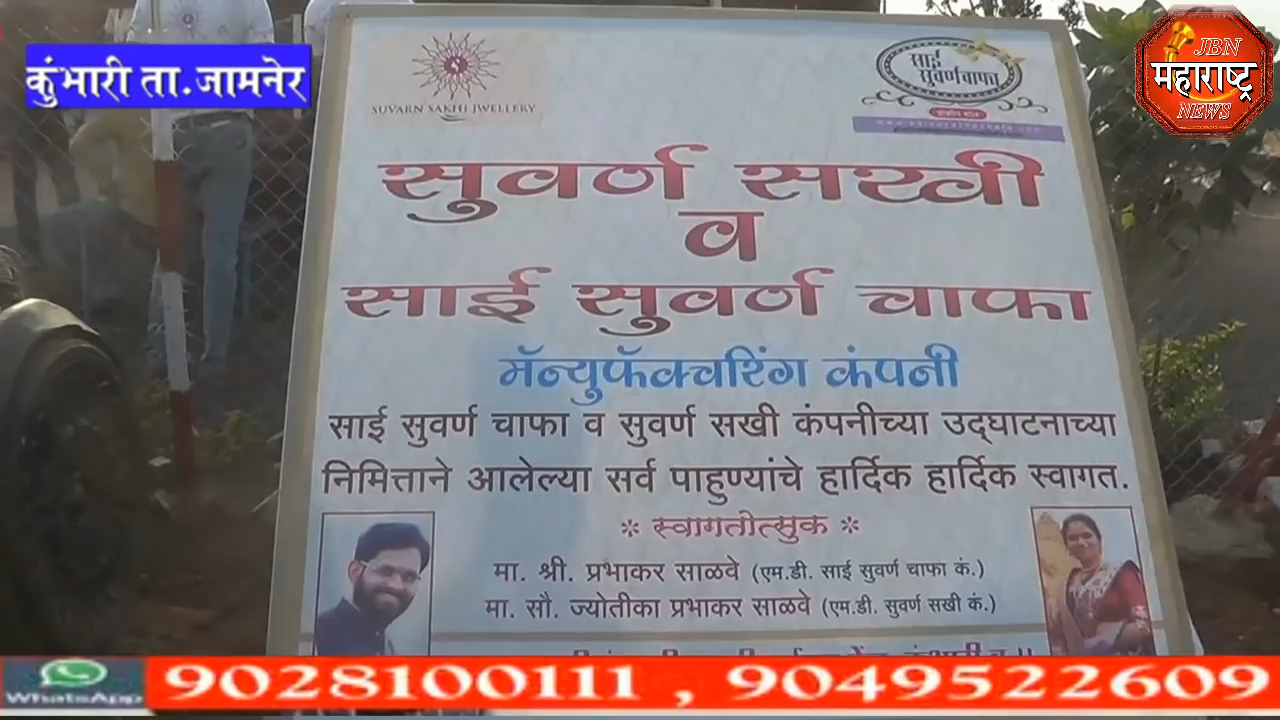 कुंभारी ता.जामनेर
SUVARN SAKHI JWELLERY
साई
सुवर्णचाफा
JBN
महाराष्ट्र
NEWS
सुवर्ण सखी
व
साई सुवर्ण चाफा
मॅन्युफॅक्चरिंग कंपनी
साई सुवर्ण चाफा व सुवर्ण सखी कंपनीच्या उद्घाटनाच्या
निमित्ताने आलेल्या सर्व पाहुण्यांचे हार्दिक हार्दिक स्वागत.
* स्वागतोत्सुक *
मा. श्री. प्रभाकर साळवे (एम.डी. साई सुवर्ण चाफा कं.)
मा. सौ. ज्योतीका प्रभाकर साळवे (एम.डी. सुवर्ण सखी कं.)
WhatsApp 9028100111 , 9049522609